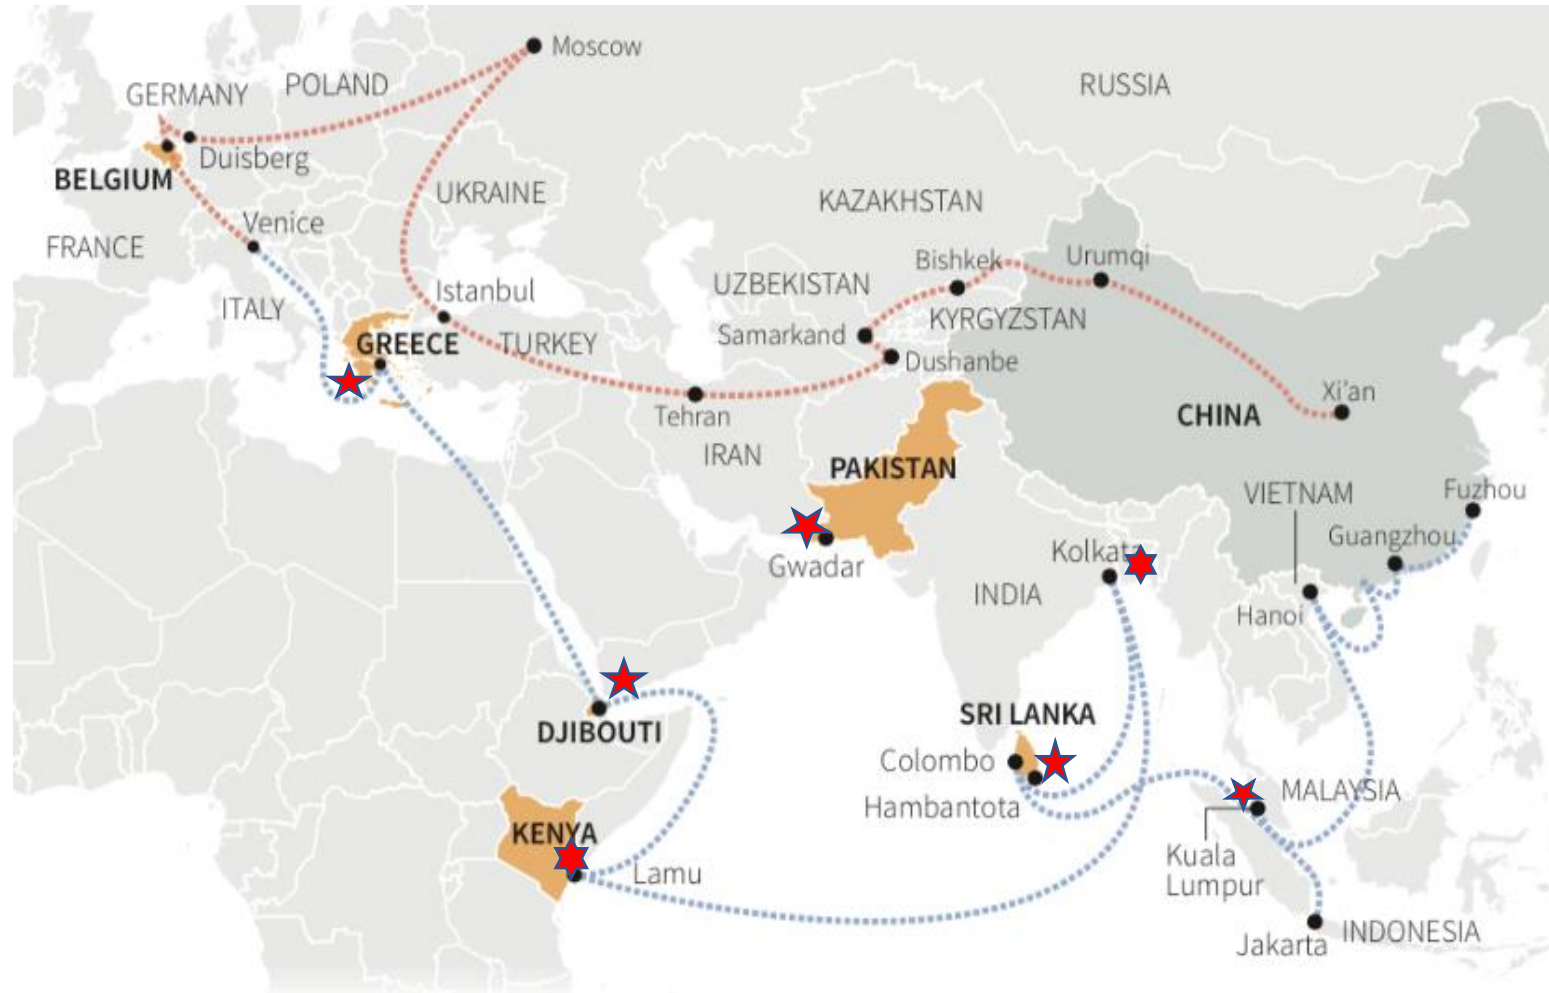 Moscow
GERMANY
POLAND
RUSSIA
Duisberg
BELGIUM
UKRAINE
KAZAKHSTAN
Venice
FRANCE
Bishkek
Urumqi
UZBEKISTAN
Istanbul
ITALY
KYRGYZSTAN
Samarkand
GREECE
TURKEY
Dushanbe
Xi'an
Tehran
CHINA
IRAN
PAKISTAN
VIETNAM
Fuzhou
Guangzhou
Kolkata
Gwadar
INDIA
Hanoi
SRI LANKA
DJIBOUTI
Colombo
MALAYSIA
Hambantota
KENYA
Kuala
Lumpur
Lamu
INDONESIA
Jakarta